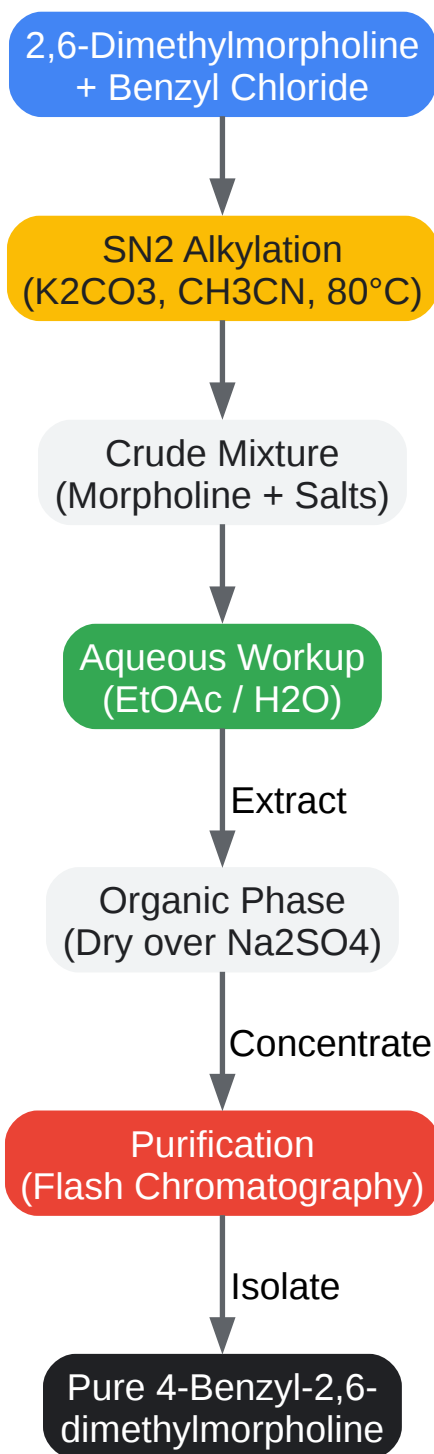 2,6-Dimethylmorpholine
+ Benzyl Chloride
SN2 Alkylation
(K2CO3, CH3CN, 80°C)
Crude Mixture
(Morpholine + Salts)
Aqueous Workup
(EtOAc / H2O)
Extract
Organic Phase
(Dry over Na2SO4)
Concentrate
Purification
(Flash Chromatography)
Isolate
Pure 4-Benzyl-2,6-
dimethylmorpholine